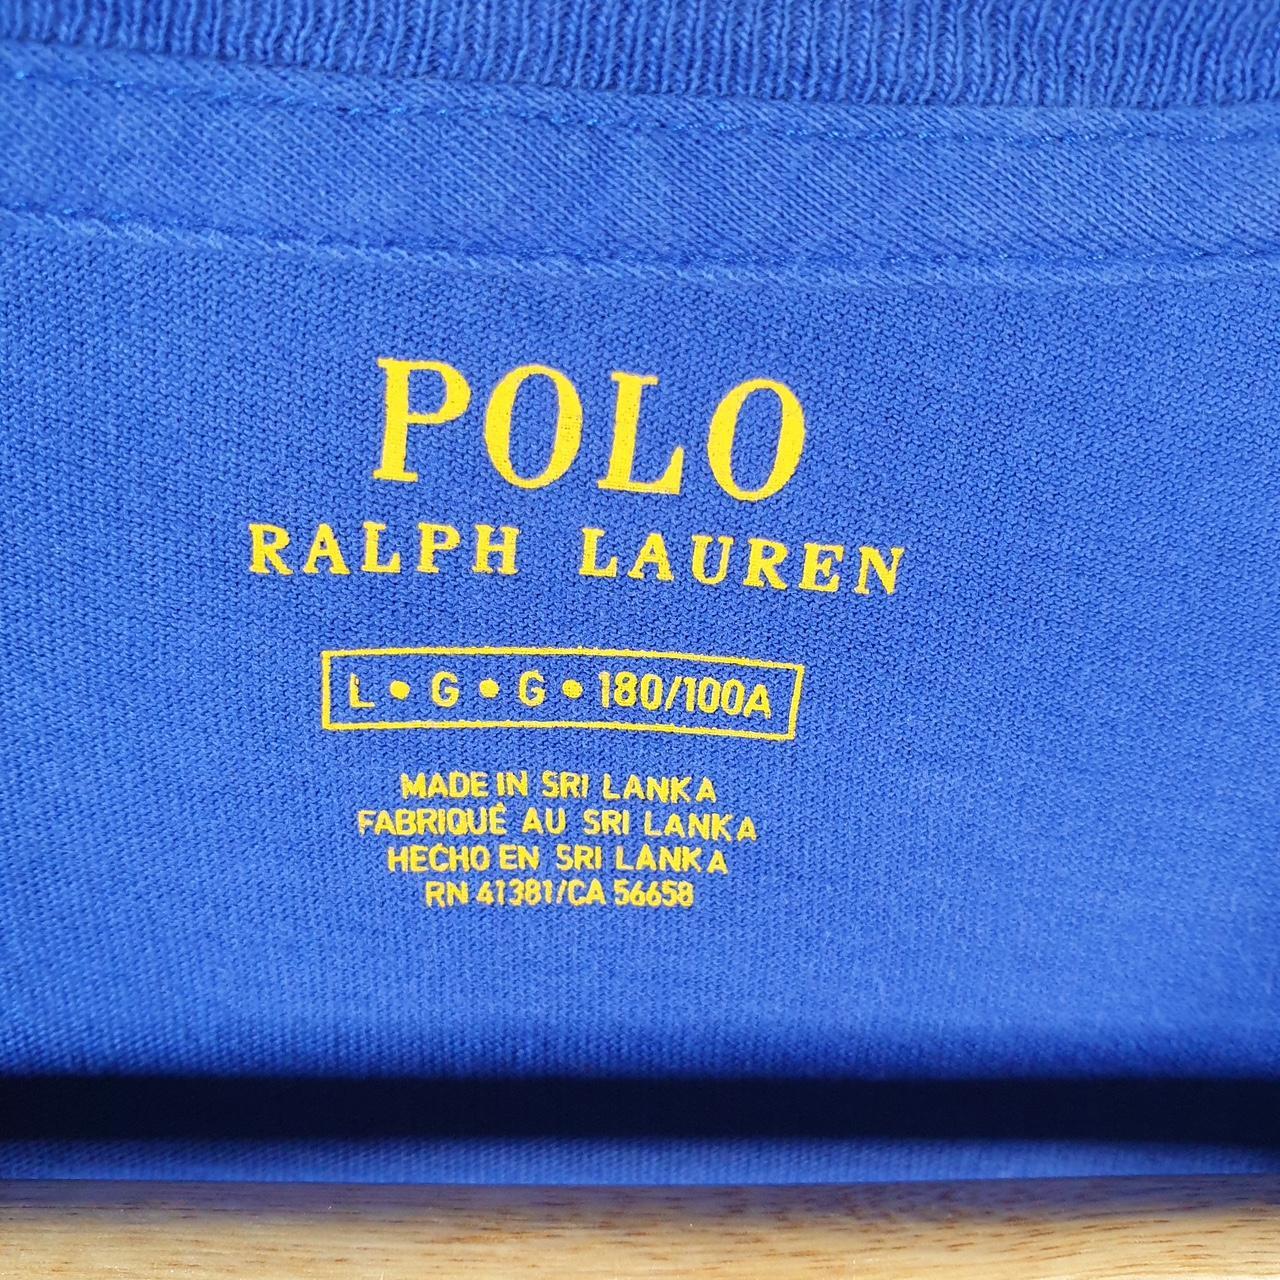 POLO
RALPH LAUREN
L • G • G • 180/100A
MADE IN SRI LANKA
FABRIQUÉ AU SRI LANKA
HECHO EN SRI LANKA
RN 41381/CA 56658